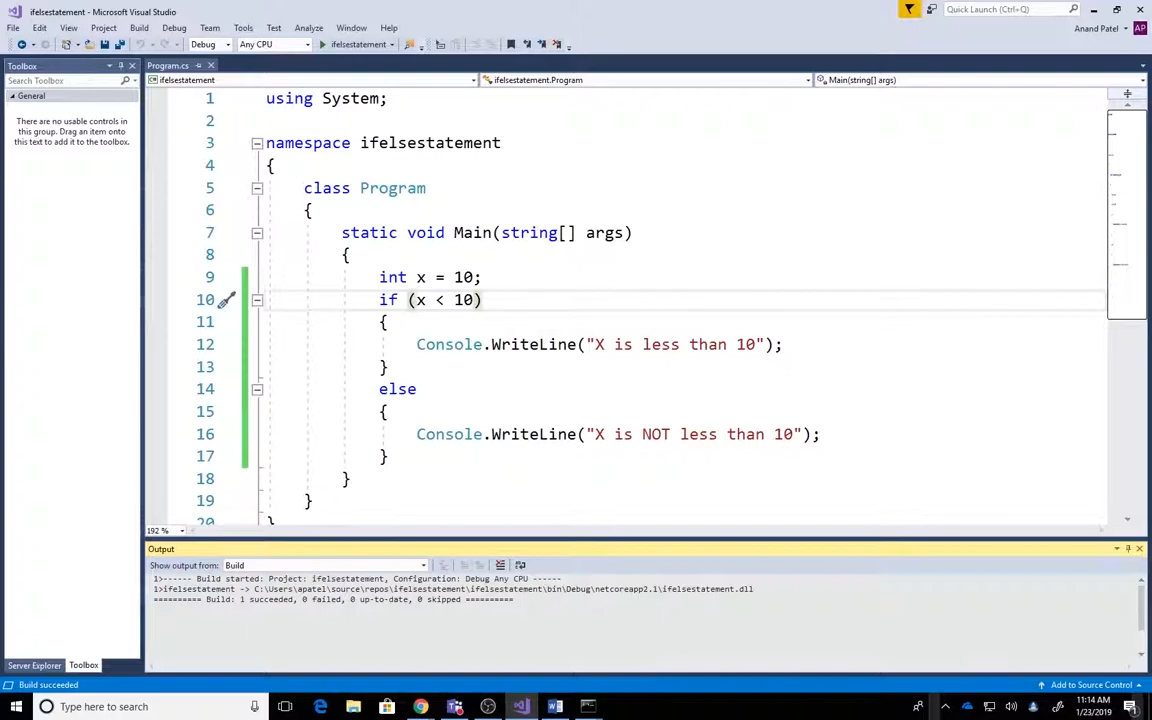 ifelsestatement - Microsoft Visual Studio
Quick Launch (Ctrl+Q)
File Edit View Project Build Debug Team Tools Test Analyze Window Help
Anand Patel AP
Debug Any CPU ifelsestatement
Toolbox
Program.cs
Search Toolbox
ifelsestatement
ifelsestatement.Program
Main(string[] args)
General
There are no usable controls in
this group. Drag an item onto
this text to add it to the toolbox.
1 using System;
2
3 namespace ifelsestatement
4 {
5 class Program
6 {
7 static void Main(string[] args)
8 {
9 int x = 10;
10 if (x < 10)
11 {
12 Console.WriteLine("X is less than 10");
13 }
14 else
15 {
16 Console.WriteLine("X is NOT less than 10");
17 }
18 }
19 }
20 }
192 %
Output
Show output from: Build
1>------ Build started: Project: ifelsestatement, Configuration: Debug Any CPU ------
1>ifelsestatement -> C:\Users\apatel\source\repos\ifelsestatement\ifelsestatement\bin\Debug\netcoreapp2.1\ifelsestatement.dll
========== Build: 1 succeeded, 0 failed, 0 up-to-date, 0 skipped ==========
Server Explorer Toolbox
Build succeeded
Add to Source Control
Type here to search
11:14 AM
1/23/2019